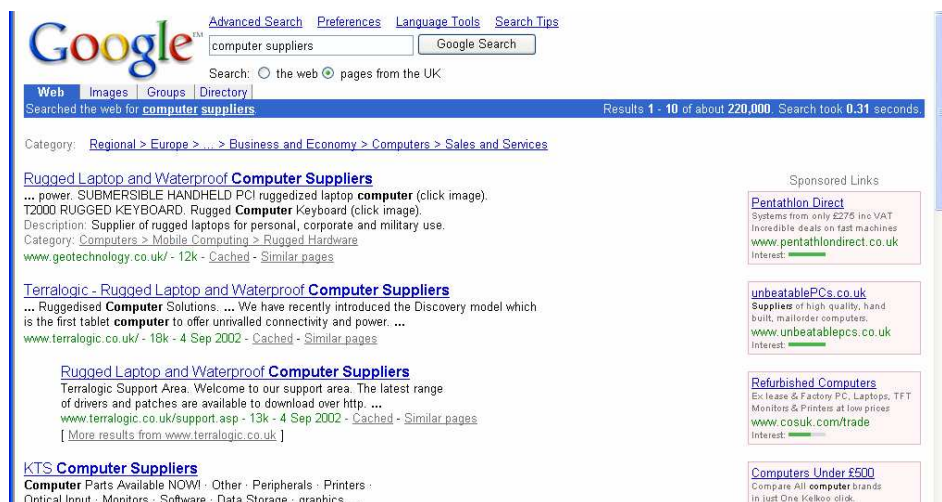 Advanced Search Preferences Language Tools Search Tips
Google™
computer suppliers Google Search
Search: the web pages from the UK
Web Images Groups Directory
Searched the web for computer suppliers. Results 1 - 10 of about 220,000. Search took 0.31 seconds.
Category: Regional > Europe > ... > Business and Economy > Computers > Sales and Services
Rugged Laptop and Waterproof Computer Suppliers
... power. SUBMERSIBLE HANDHELD PCI ruggedized laptop computer (click image).
T2000 RUGGED KEYBOARD. Rugged Computer Keyboard (click image).
Description: Supplier of rugged laptops for personal, corporate and military use.
Category: Computers > Mobile Computing > Rugged Hardware
www.geotechnology.co.uk/ - 12k - Cached - Similar pages
Terralogic - Rugged Laptop and Waterproof Computer Suppliers
... Ruggedised Computer Solutions. ... We have recently introduced the Discovery model which
is the first tablet computer to offer unrivalled connectivity and power. ...
www.terralogic.co.uk/ - 18k - 4 Sep 2002 - Cached - Similar pages
Rugged Laptop and Waterproof Computer Suppliers
Terralogic Support Area. Welcome to our support area. The latest range
of drivers and patches are available to download over http. ...
www.terralogic.co.uk/support.asp - 13k - 4 Sep 2002 - Cached - Similar pages
[ More results from www.terralogic.co.uk ]
KTS Computer Suppliers
Computer Parts Available NOW! · Other · Peripherals · Printers ·
Optical Input · Monitors · Software · Data Storage · graphics
Sponsored Links
Pentathlon Direct
Systems from only £275 inc VAT
Incredible deals on fast machines
www.pentathlondirect.co.uk
Interest:
unbeatablePCs.co.uk
Suppliers of high quality, hand
built, mailorder computers.
www.unbeatablepcs.co.uk
Interest:
Refurbished Computers
Ex lease & Factory PC, Laptops, TFT
Monitors & Printers at low prices
www.cosuk.com/trade
Interest:
Computers Under £500
Compare All computer brands
in just One Kelkoo click.